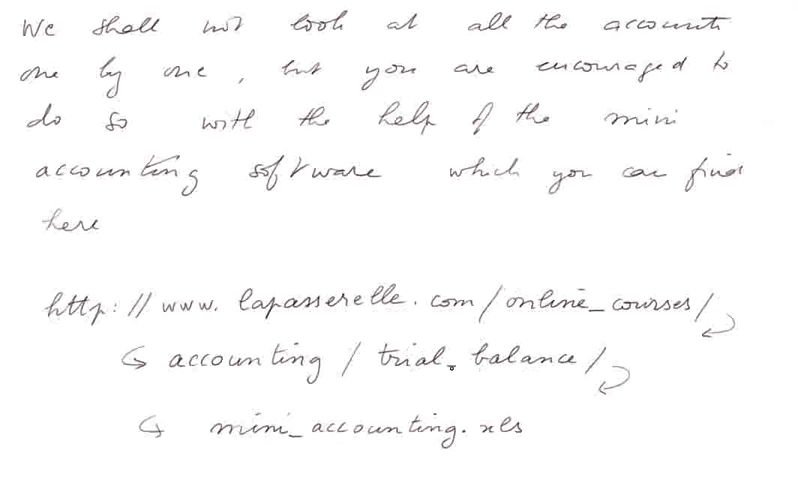 We shall not look at all the accounts
one by one, but you are encouraged to
do so with the help of the mini
accounting software which you can find
here
http://www.lapasserelle.com/online_courses/
accounting/trial_balance/
mini_accounting.xls